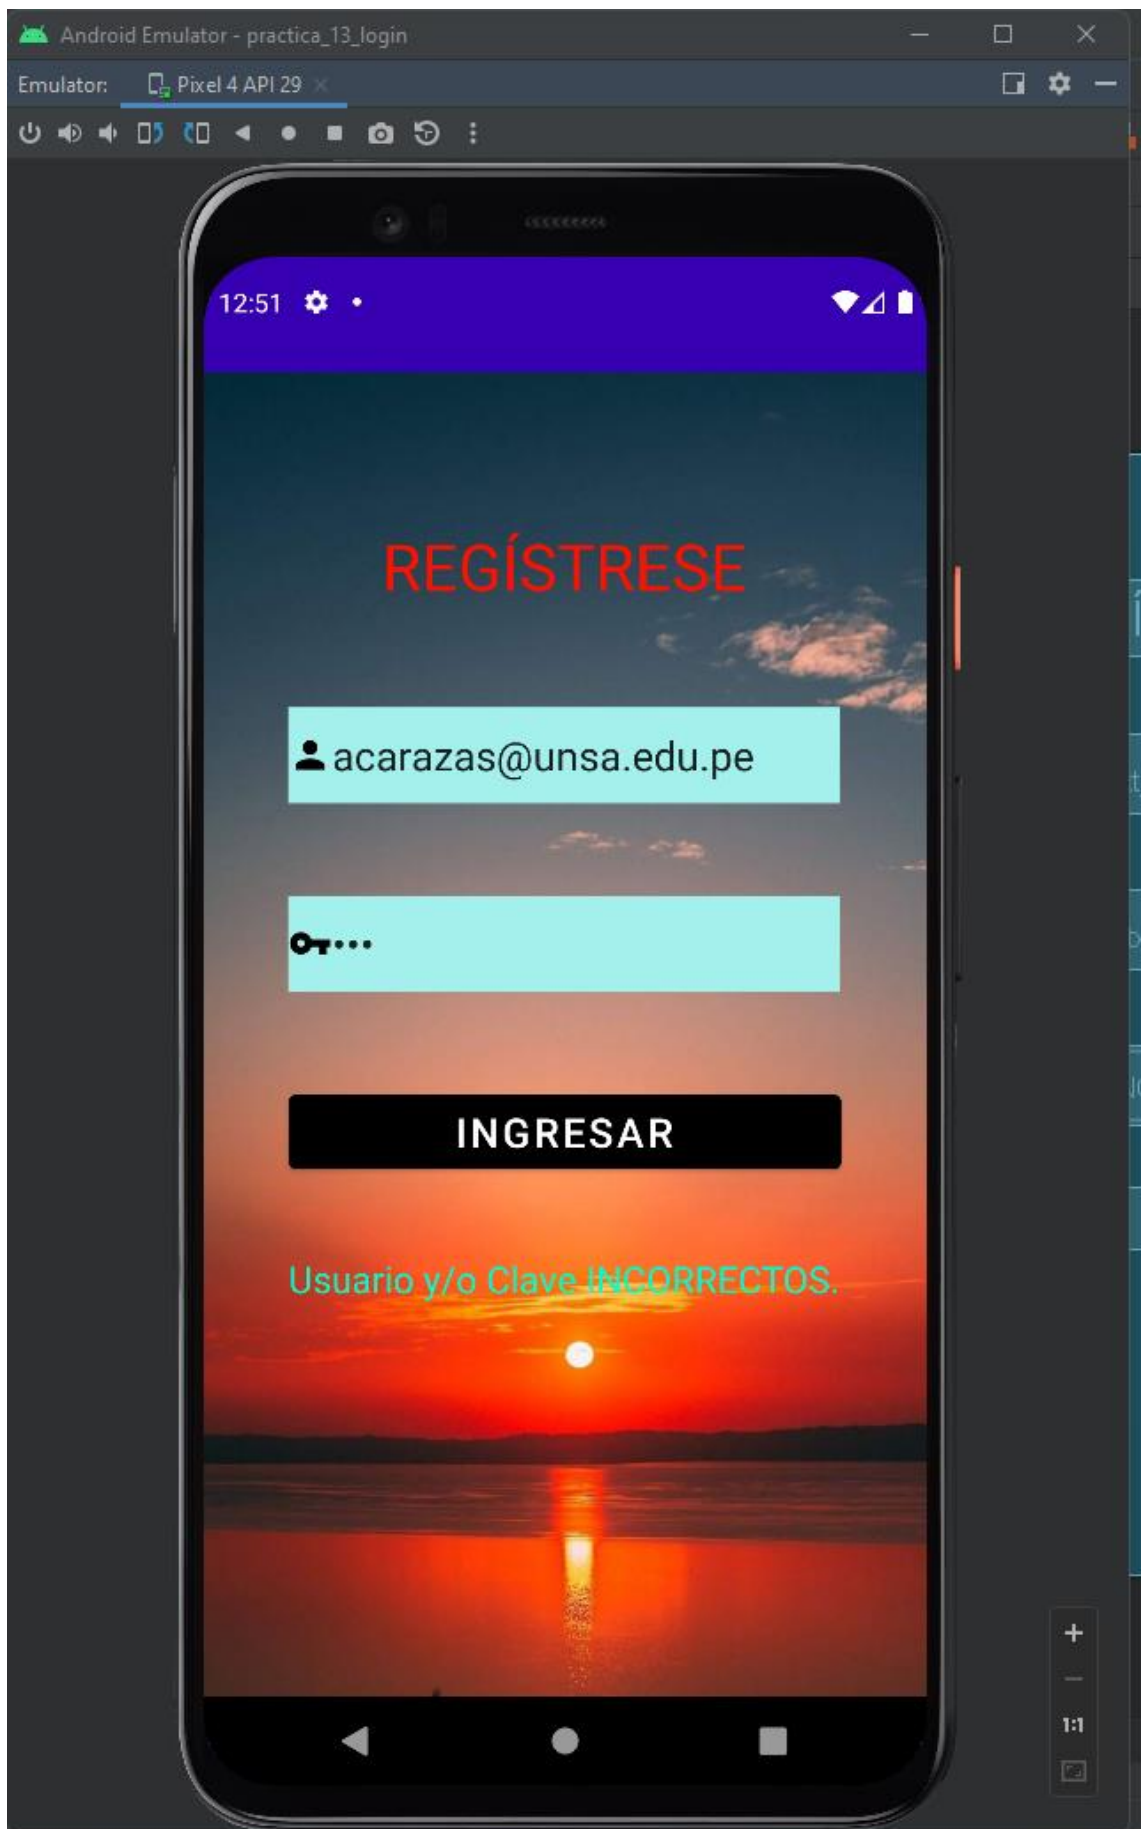 Android Emulator - practica_13_login
Emulator: Pixel 4 API 29
12:51
REGÍSTRESE
acarazas@unsa.edu.pe
•••
INGRESAR
Usuario y/o Clave INCORRECTOS.
1:1